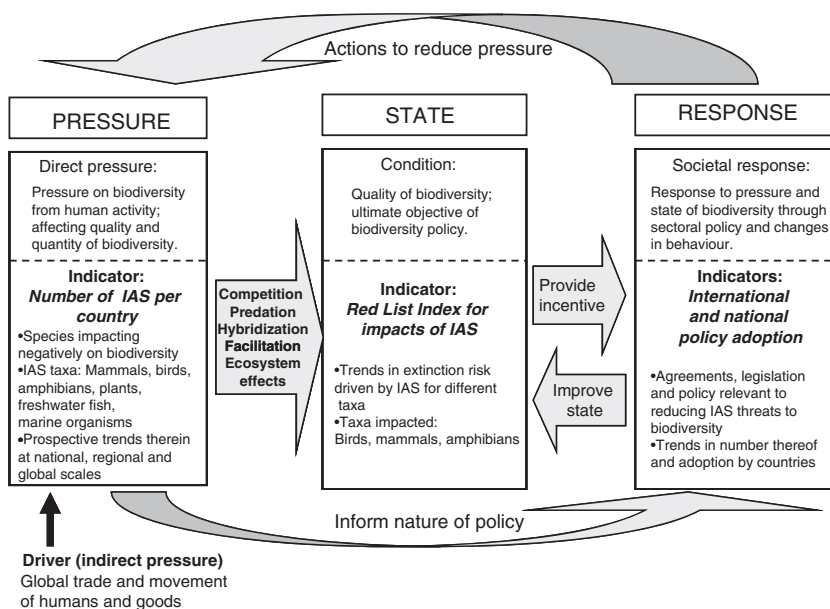 Actions to reduce pressure
PRESSURE
Direct pressure:
Pressure on biodiversity
from human activity;
affecting quality and
quantity of biodiversity.
Indicator:
Number of IAS per
country
•Species impacting
negatively on biodiversity
•IAS taxa: Mammals, birds,
amphibians, plants,
freshwater fish,
marine organisms
•Prospective trends therein
at national, regional and
global scales
Driver (indirect pressure)
Global trade and movement
of humans and goods
Competition
Predation
Hybridization
Facilitation
Ecosystem
effects
STATE
Condition:
Quality of biodiversity;
ultimate objective of
biodiversity policy.
Indicator:
Red List Index for
impacts of IAS
•Trends in extinction risk
driven by IAS for different
taxa
•Taxa impacted:
Birds, mammals, amphibians
Provide
incentive
Improve
state
RESPONSE
Societal response:
Response to pressure and
state of biodiversity through
sectoral policy and changes
in behaviour.
Indicators:
International
and national
policy adoption
•Agreements, legislation
and policy relevant to
reducing IAS threats to
biodiversity
•Trends in number thereof
and adoption by countries
Inform nature of policy